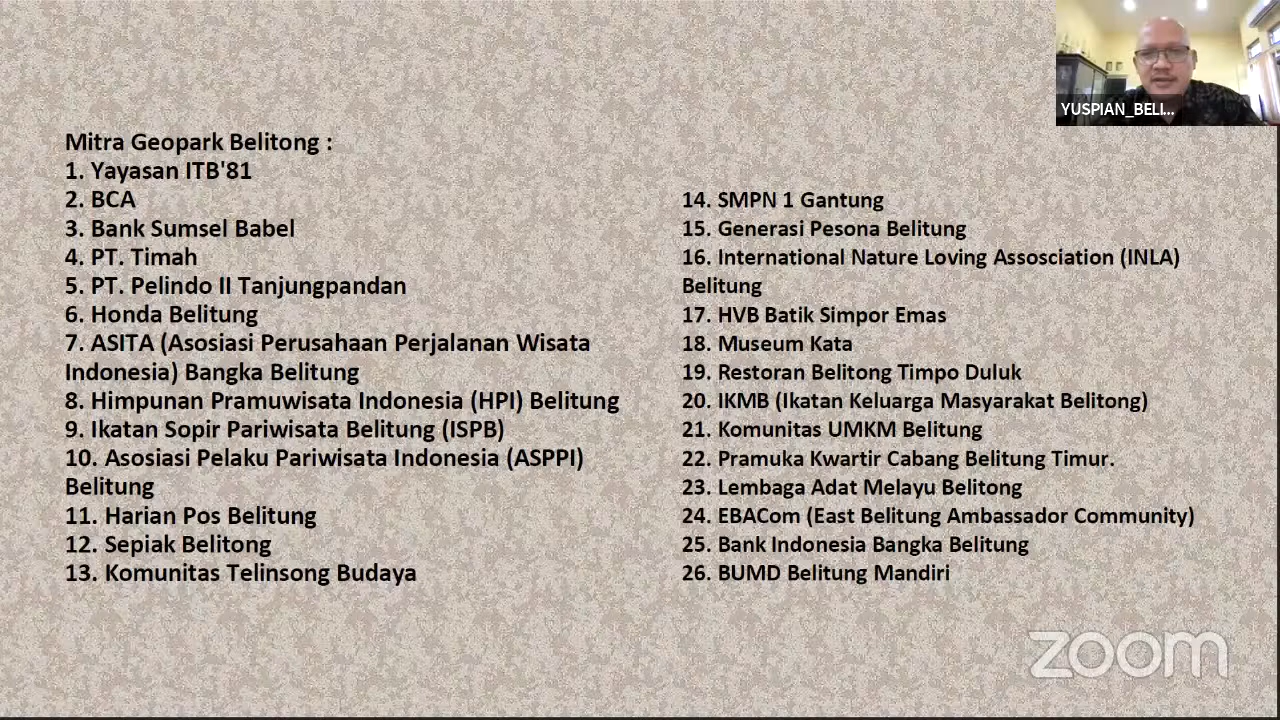 Mitra Geopark Belitong :
1. Yayasan ITB'81
2. BCA
3. Bank Sumsel Babel
4. PT. Timah
5. PT. Pelindo II Tanjungpandan
6. Honda Belitung
7. ASITA (Asosiasi Perusahaan Perjalanan Wisata
Indonesia) Bangka Belitung
8. Himpunan Pramuwisata Indonesia (HPI) Belitung
9. Ikatan Sopir Pariwisata Belitung (ISPB)
10. Asosiasi Pelaku Pariwisata Indonesia (ASPPI)
Belitung
11. Harian Pos Belitung
12. Sepiak Belitong
13. Komunitas Telinsong Budaya
14. SMPN 1 Gantung
15. Generasi Pesona Belitung
16. International Nature Loving Assosciation (INLA)
Belitung
17. HVB Batik Simpor Emas
18. Museum Kata
19. Restoran Belitong Timpo Duluk
20. IKMB (Ikatan Keluarga Masyarakat Belitong)
21. Komunitas UMKM Belitung
22. Pramuka Kwartir Cabang Belitung Timur.
23. Lembaga Adat Melayu Belitong
24. EBACom (East Belitung Ambassador Community)
25. Bank Indonesia Bangka Belitung
26. BUMD Belitung Mandiri
YUSPIAN_BELI...
zoom